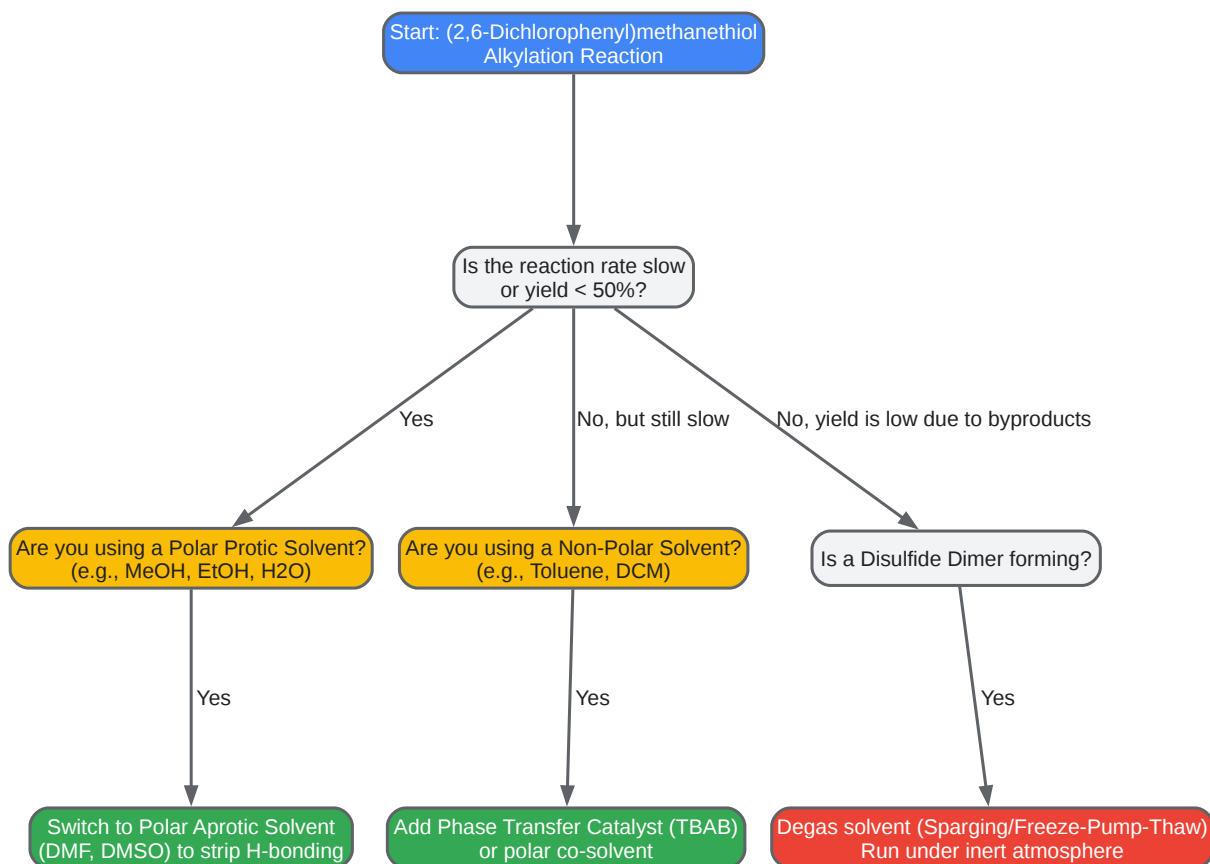 Start: (2,6-Dichlorophenyl)methanethiol
Alkylation Reaction
Is the reaction rate slow
or yield < 50%?
Yes
No, but still slow
No, yield is low due to byproducts
Are you using a Polar Protic Solvent?
(e.g., MeOH, EtOH, H2O)
Are you using a Non-Polar Solvent?
(e.g., Toluene, DCM)
Is a Disulfide Dimer forming?
Yes
Yes
Yes
Switch to Polar Aprotic Solvent
(DMF, DMSO) to strip H-bonding
Add Phase Transfer Catalyst (TBAB)
or polar co-solvent
Degas solvent (Sparging/Freeze-Pump-Thaw)
Run under inert atmosphere